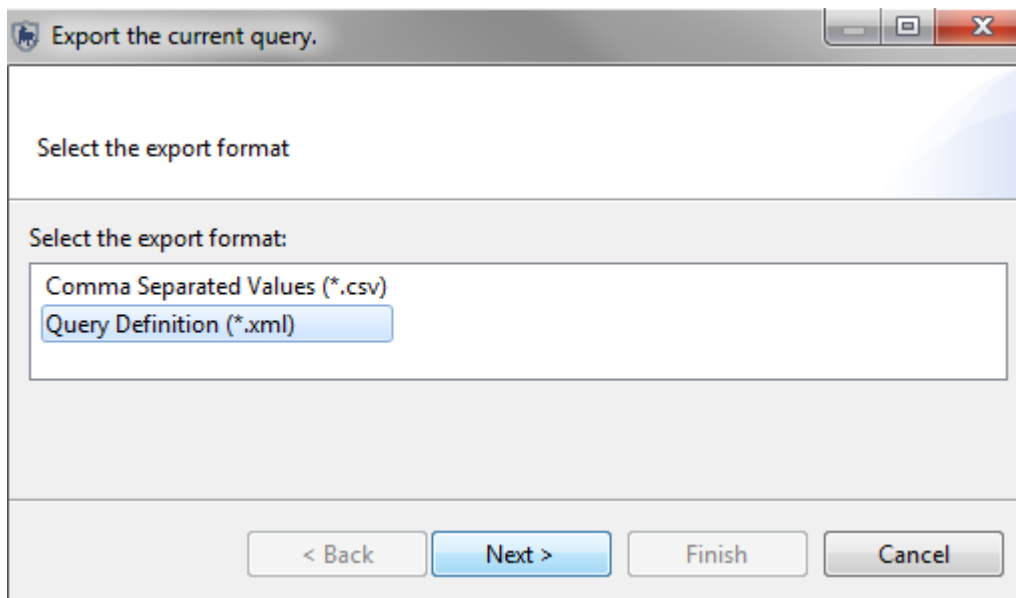 Export the current query.
Select the export format
Select the export format:
Comma Separated Values (*.csv)
Query Definition (*.xml)
< Back Next > Finish Cancel